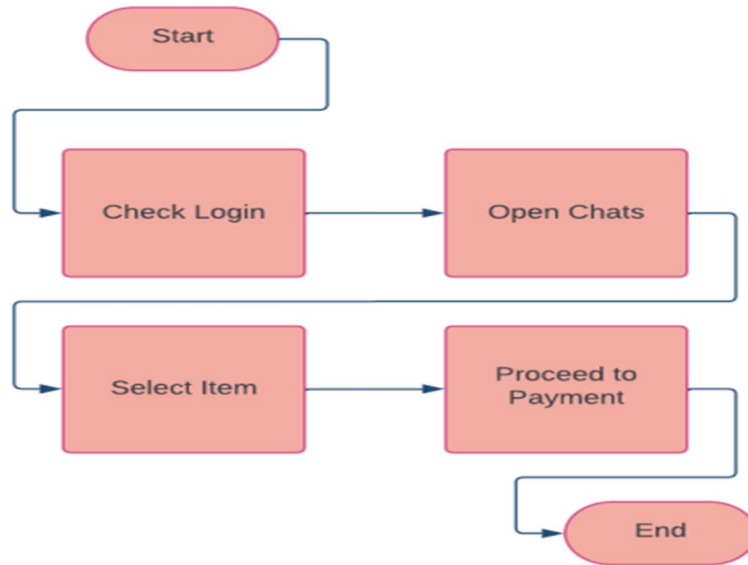 Start
Check Login
Open Chats
Select Item
Proceed to
Payment
End